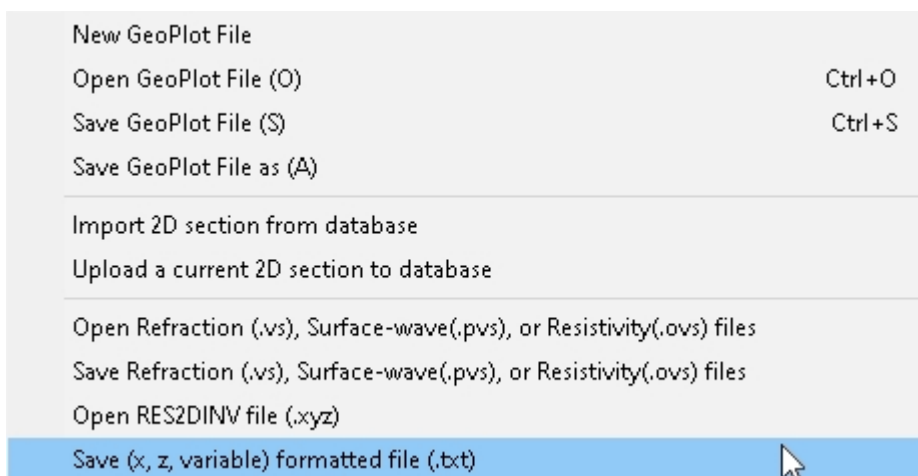 New GeoPlot File
Open GeoPlot File (O) Ctrl+O
Save GeoPlot File (S) Ctrl+S
Save GeoPlot File as (A)
Import 2D section from database
Upload a current 2D section to database
Open Refraction (.vs), Surface-wave(.pvs), or Resistivity(.ovs) files
Save Refraction (.vs), Surface-wave(.pvs), or Resistivity(.ovs) files
Open RES2DINV file (.xyz)
Save (x, z, variable) formatted file (.txt)